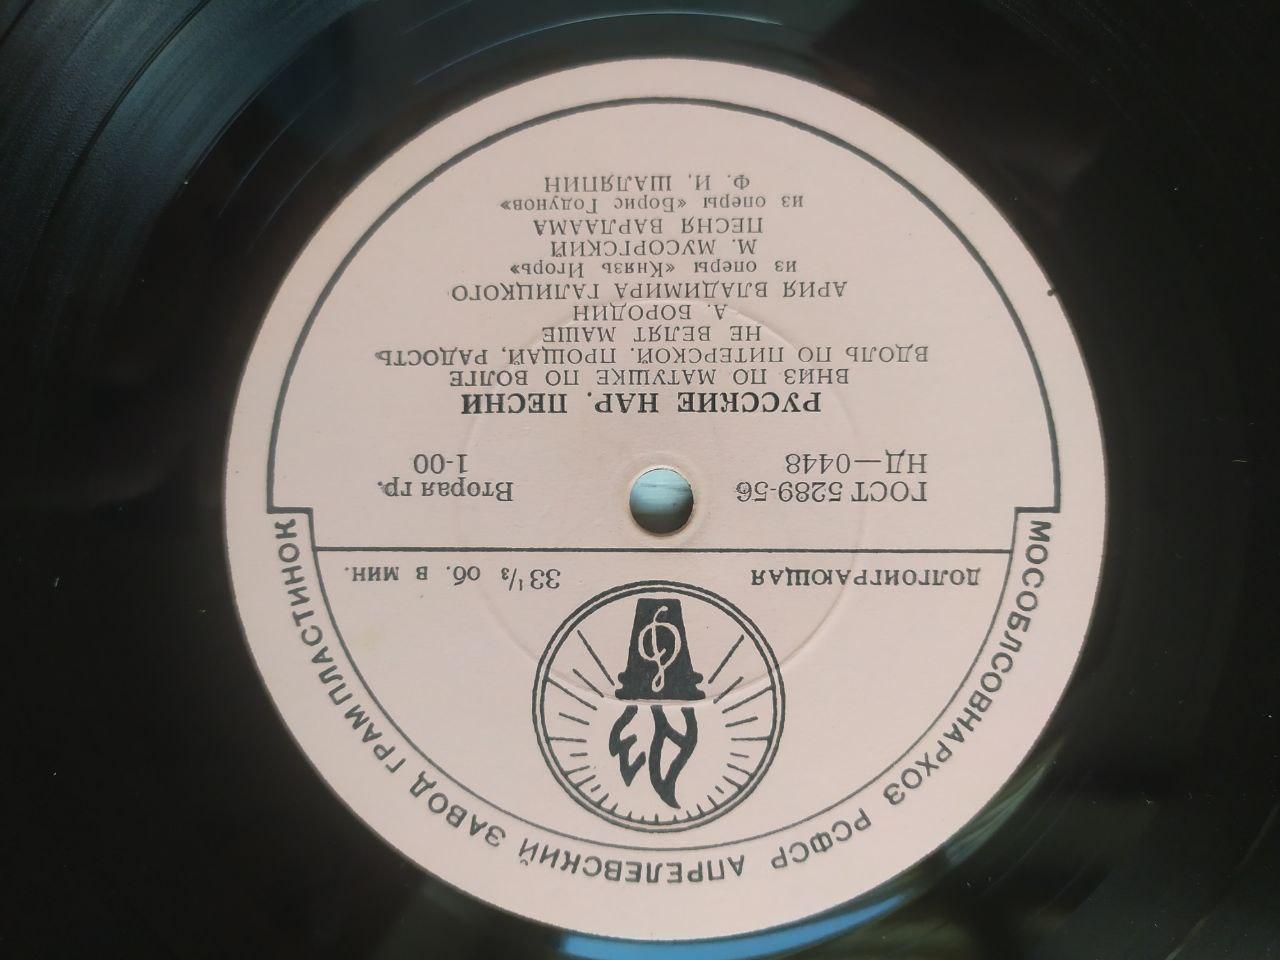 МОСОБЛСОВНАРХОЗ РСФСР АПРЕЛЕВСКИЙ ЗАВОД ГРАМПЛАСТИНОК
ДОЛГОИГРАЮЩАЯ 33⅓ об. в мин.
ГОСТ 5289-56 Вторая гр.
НД—0448 1-00
РУССКИЕ НАР. ПЕСНИ
ВНИЗ ПО МАТУШКЕ ПО ВОЛГЕ
ВДОЛЬ ПО ПИТЕРСКОЙ. ПРОЩАЙ, РАДОСТЬ
НЕ ВЕЛЯТ МАШЕ
А. БОРОДИН
АРИЯ ВЛАДИМИРА ГАЛИЦКОГО
из оперы «Князь Игорь»
М. МУСОРГСКИЙ
ПЕСНЯ ВАРЛААМА
из оперы «Борис Годунов»
Ф. И. ШАЛЯПИН